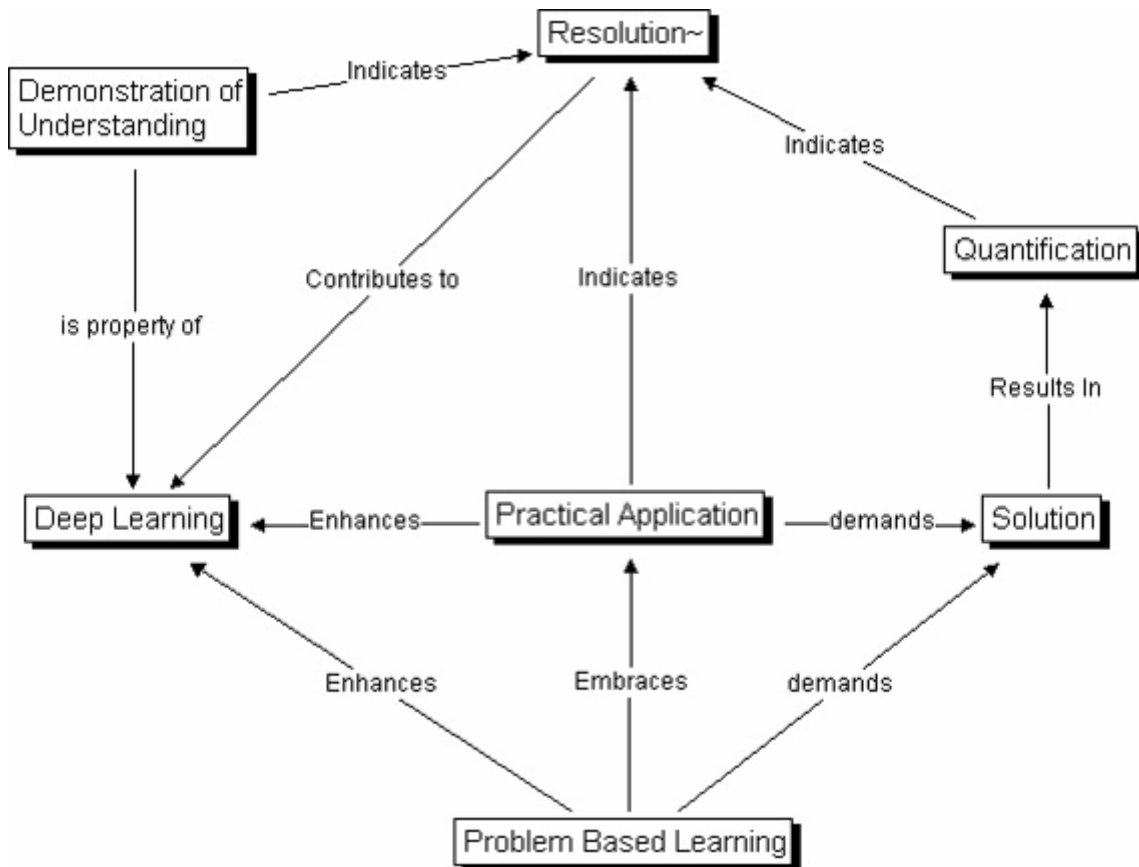 Resolution~
Indicates
Demonstration of
Understanding
Indicates
Quantification
Contributes to
Indicates
is property of
Results In
Deep Learning
Enhances
Practical Application
demands
Solution
Enhances
Embraces
demands
Problem Based Learning